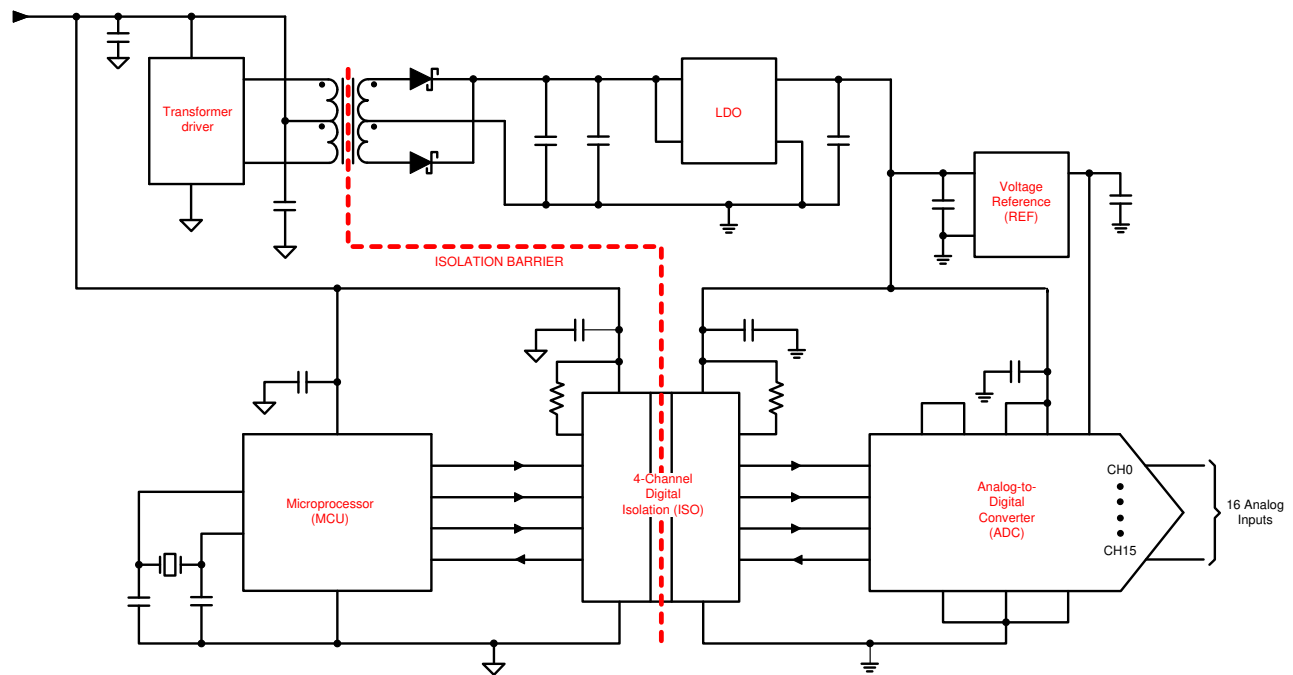 Transformer
driver
LDO
Voltage
Reference
(REF)
ISOLATION BARRIER
Microprocessor
(MCU)
4-Channel
Digital
Isolation (ISO)
Analog-to-
Digital
Converter
(ADC)
CH0
CH15
16 Analog
Inputs